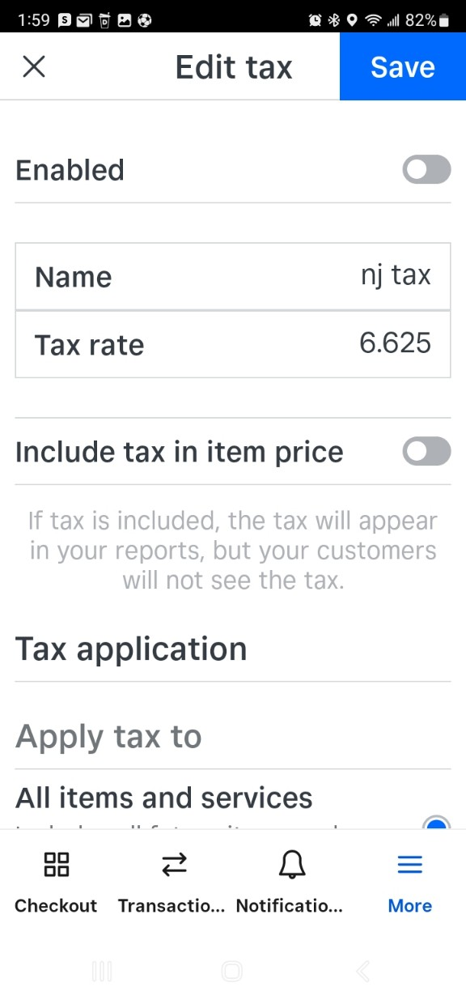 1:59
82%
Edit tax
Save
Enabled
Name
nj tax
Tax rate
6.625
Include tax in item price
If tax is included, the tax will appear
in your reports, but your customers
will not see the tax.
Tax application
Apply tax to
All items and services
Checkout
Transactio...
Notificatio...
More